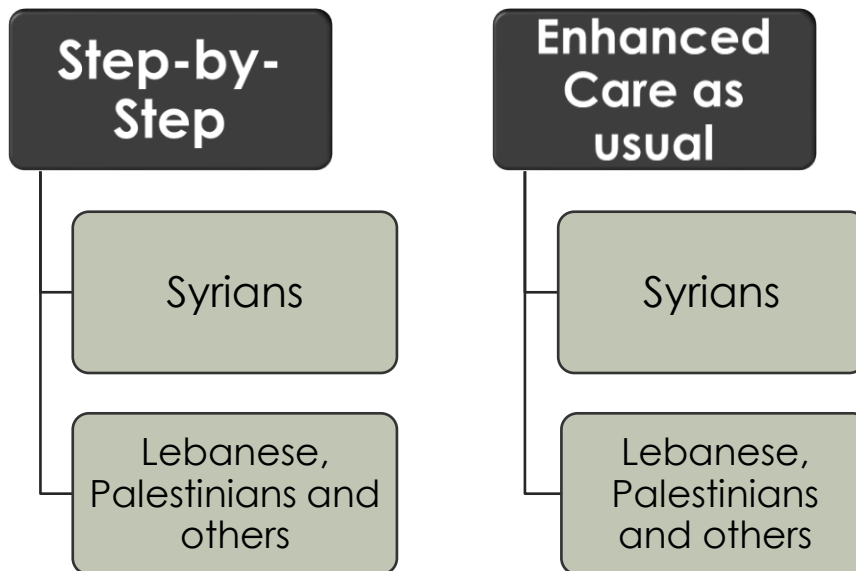 Step-by-
Step
Syrians
Lebanese,
Palestinians and
others
Enhanced
Care as
usual
Syrians
Lebanese,
Palestinians
and others